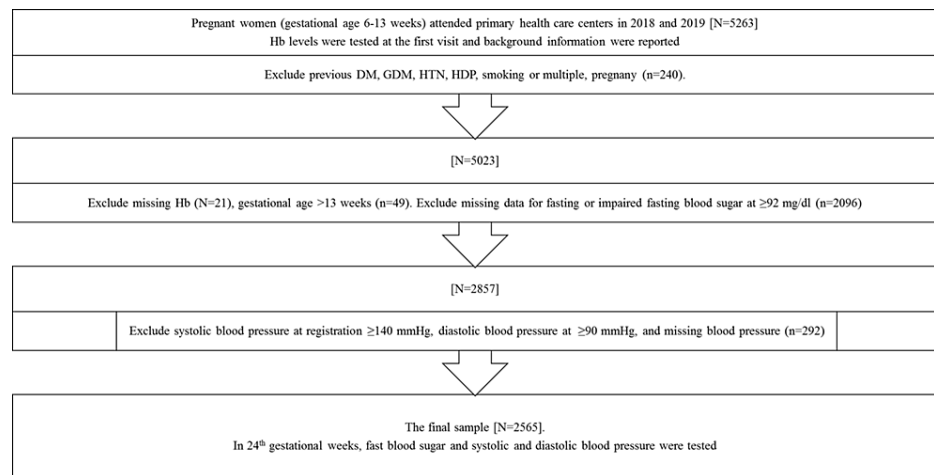 Pregnant women (gestational age 6-13 weeks) attended primary health care centers in 2018 and 2019 [N=5263]
Hb levels were tested at the first visit and background information were reported
Exclude previous DM, GDM, HTN, HDP, smoking or multiple, pregnany (n=240).
[N=5023]
Exclude missing Hb (N=21), gestational age >13 weeks (n=49). Exclude missing data for fasting or impaired fasting blood sugar at ≥92 mg/dl (n=2096)
[N=2857]
Exclude systolic blood pressure at registration ≥140 mmHg, diastolic blood pressure at ≥90 mmHg, and missing blood pressure (n=292)
The final sample [N=2565].
In 24th gestational weeks, fast blood sugar and systolic and diastolic blood pressure were tested